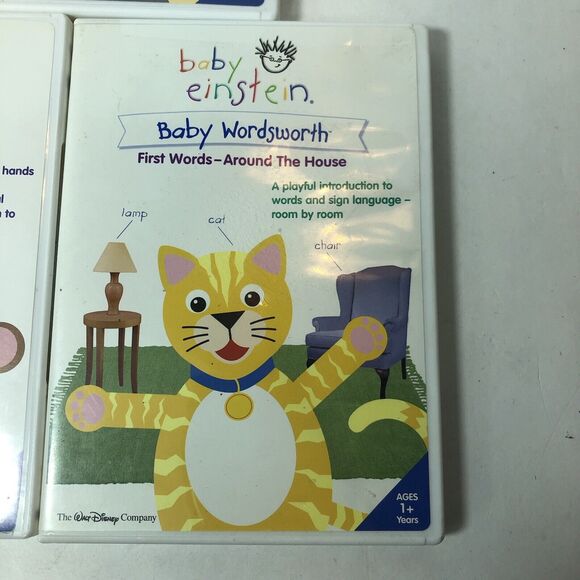 hands
to
baby
einstein.
Baby Wordsworth™
First Words–Around The House
A playful introduction to
words and sign language –
room by room
lamp
cat
chair
The Walt Disney Company
AGES
1+
Years